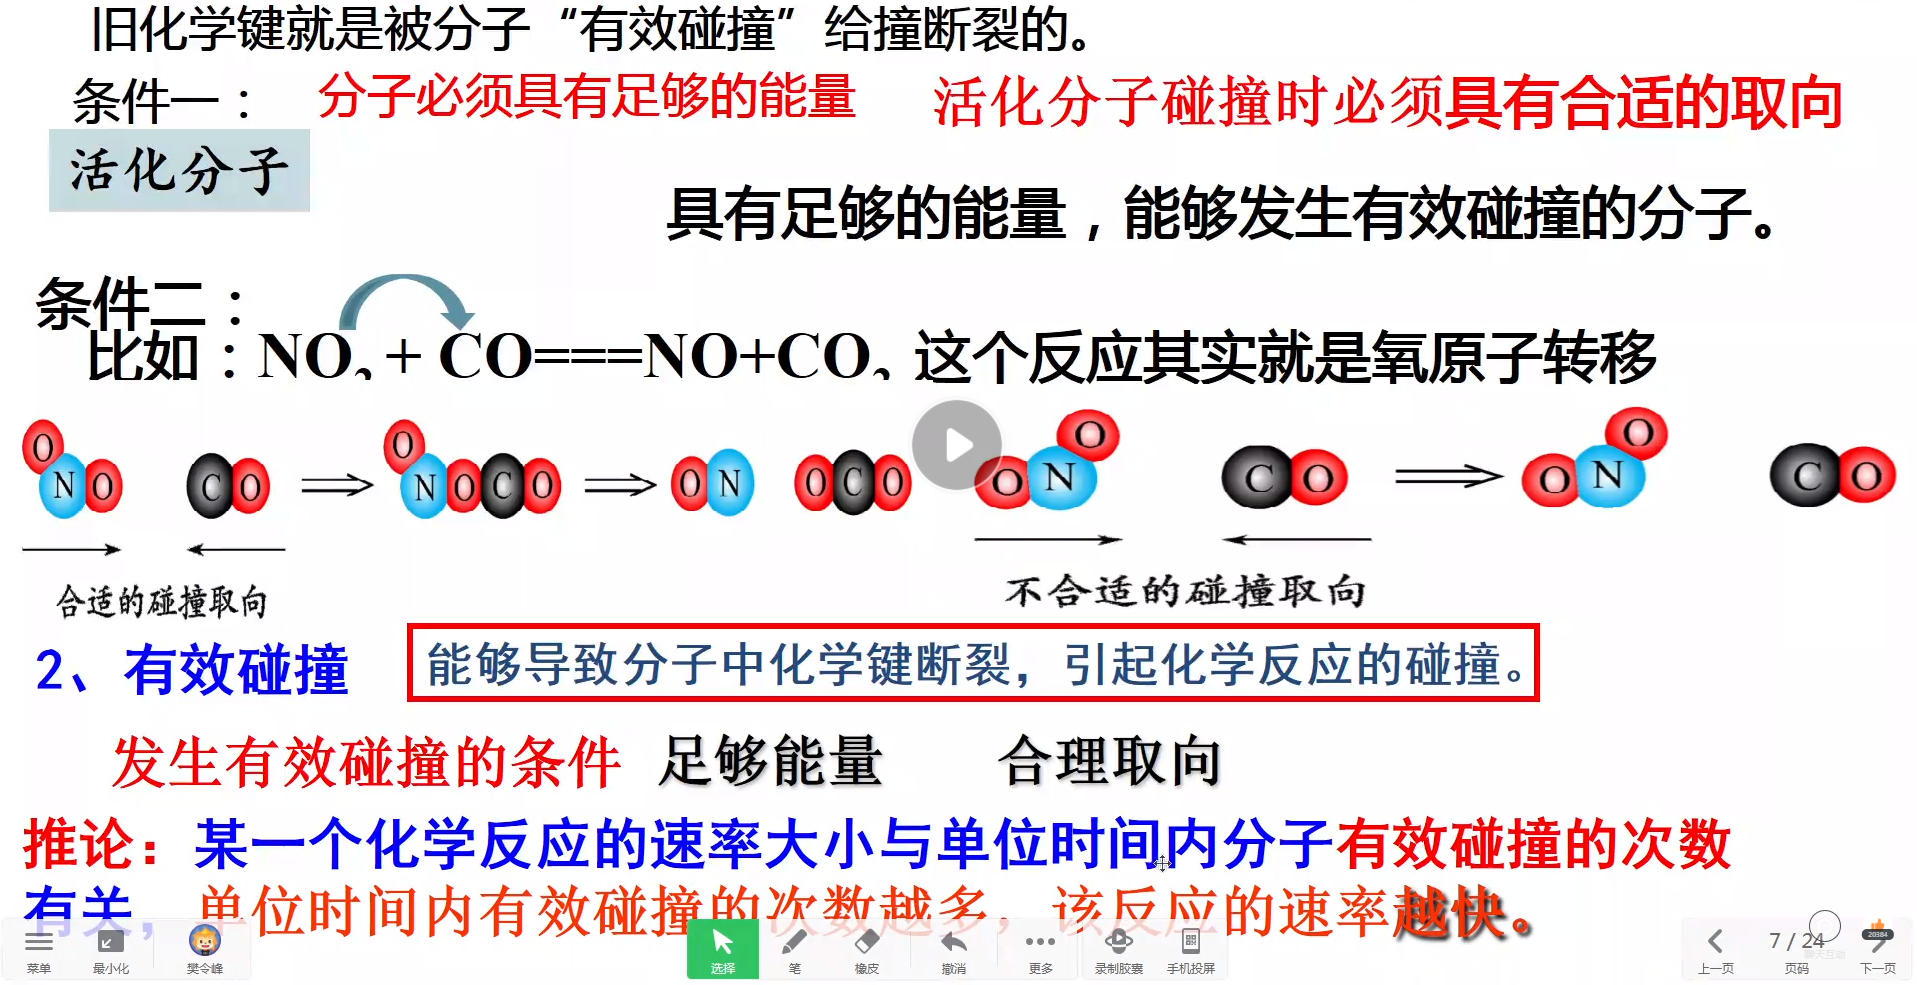 旧化学键就是被分子“有效碰撞”给撞断裂的。
条件一： 分子必须具有足够的能量 活化分子碰撞时必须具有合适的取向
活化分子
具有足够的能量，能够发生有效碰撞的分子。
条件二：
比如：NO₂ + CO===NO+CO₂ 这个反应其实就是氧原子转移
O N O C O O N O C O O N O C O O N O C O O N O C O
合适的碰撞取向 不合适的碰撞取向
2、有效碰撞 能够导致分子中化学键断裂，引起化学反应的碰撞。
发生有效碰撞的条件 足够能量 合理取向
推论：某一个化学反应的速率大小与单位时间内分子有效碰撞的次数
有关，单位时间内有效碰撞的次数越多，该反应的速率越快。
7 / 24 20384
菜单 最小化 樊令峰 选择 笔 橡皮 撤消 更多 录制胶囊 手机投屏 上一页 页码 聊天互动 下一页